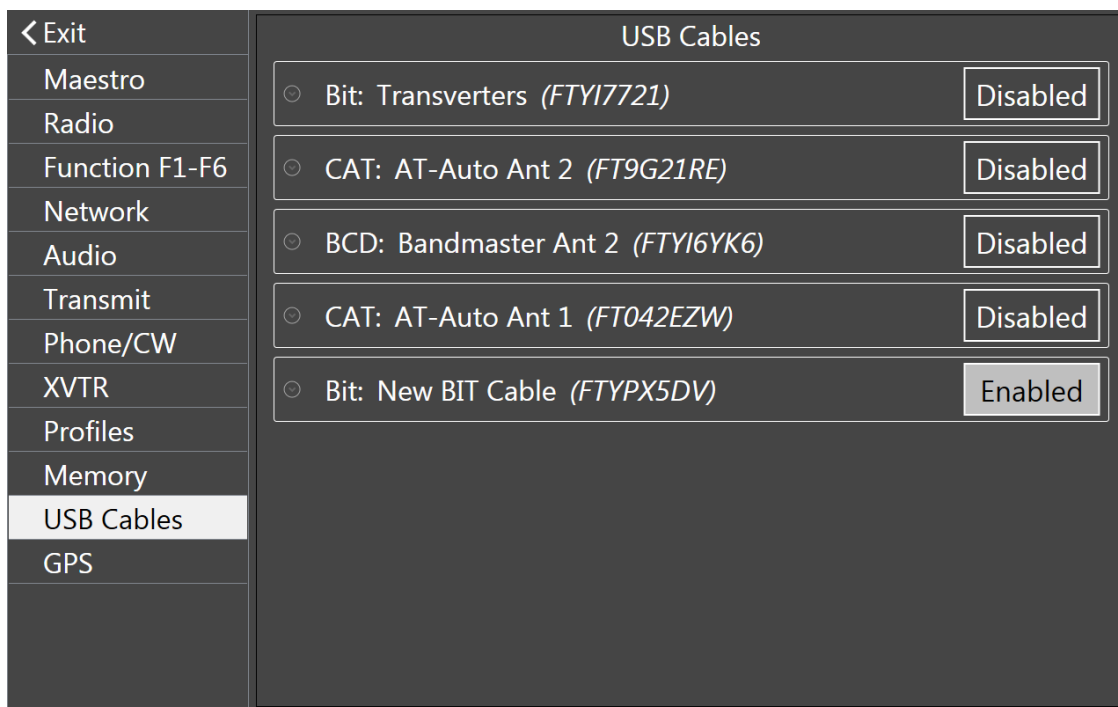 Exit
Maestro
Radio
Function F1-F6
Network
Audio
Transmit
Phone/CW
XVTR
Profiles
Memory
USB Cables
GPS
USB Cables
Bit: Transverters (FTYI7721) Disabled
CAT: AT-Auto Ant 2 (FT9G21RE) Disabled
BCD: Bandmaster Ant 2 (FTYI6YK6) Disabled
CAT: AT-Auto Ant 1 (FT042EZW) Disabled
Bit: New BIT Cable (FTYPX5DV) Enabled